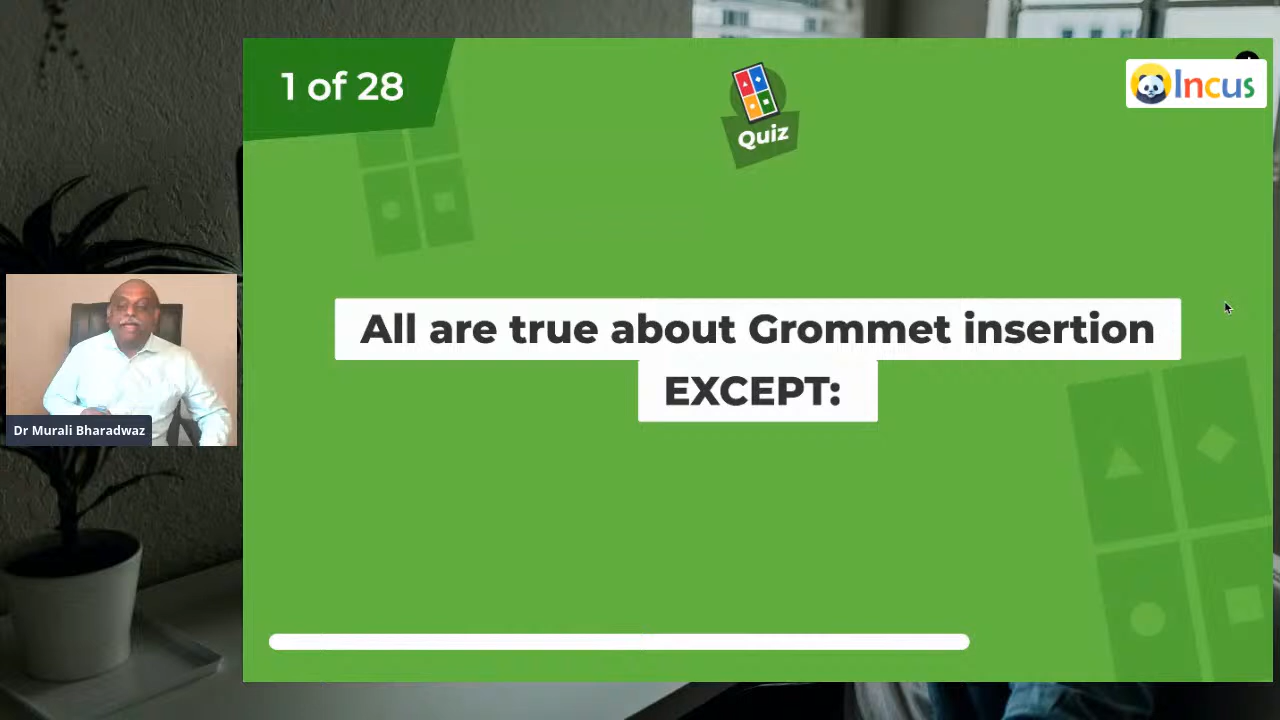 1 of 28
Quiz
Incus
All are true about Grommet insertion
EXCEPT:
Dr Murali Bharadwaz